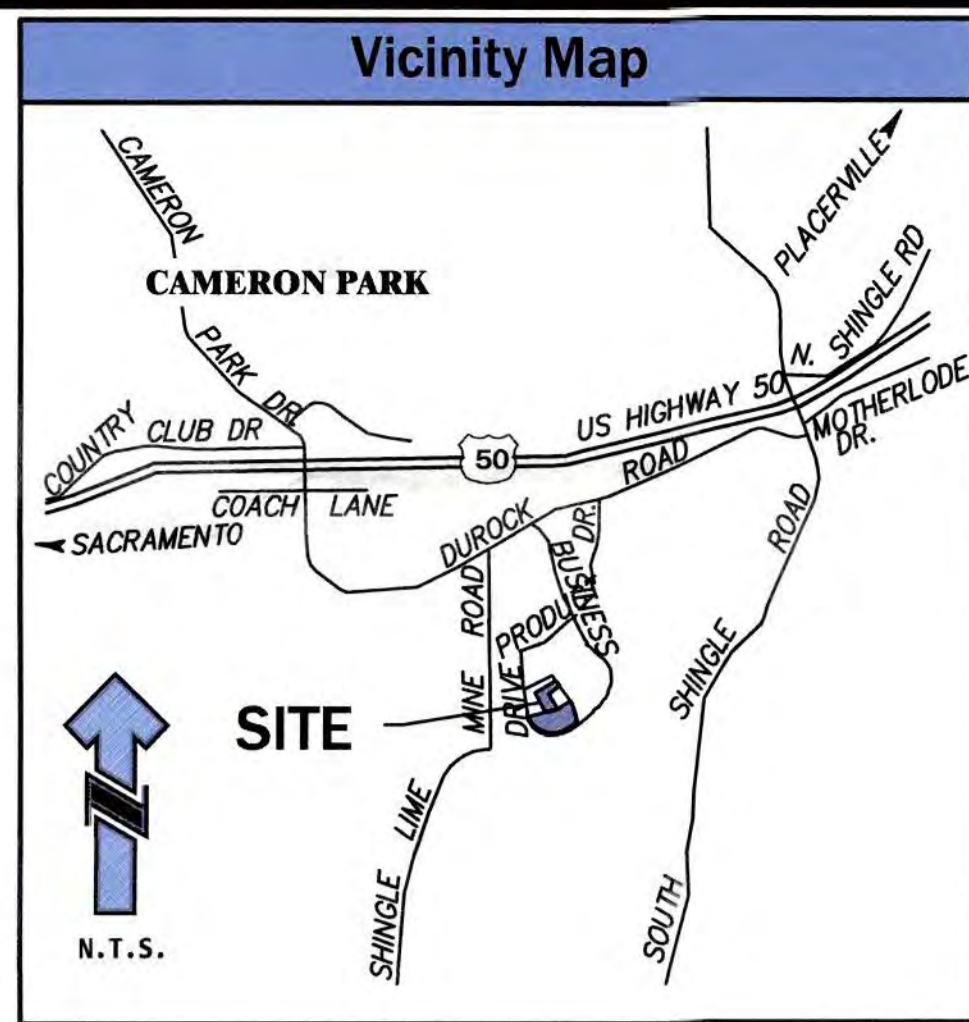 Vicinity Map
CAMERON
PARK DR.
CAMERON PARK
PLACERVILLE
N. SHINGLE RD
US HIGHWAY 50
50
MOTHERLODE
DR.
COUNTRY CLUB DR
COACH LANE
SACRAMENTO
DUROCK ROAD
BUSINESS
DR.
PRODU
DRIVE
SITE
SHINGLE LIME MINE ROAD
SOUTH SHINGLE ROAD
N
N.T.S.